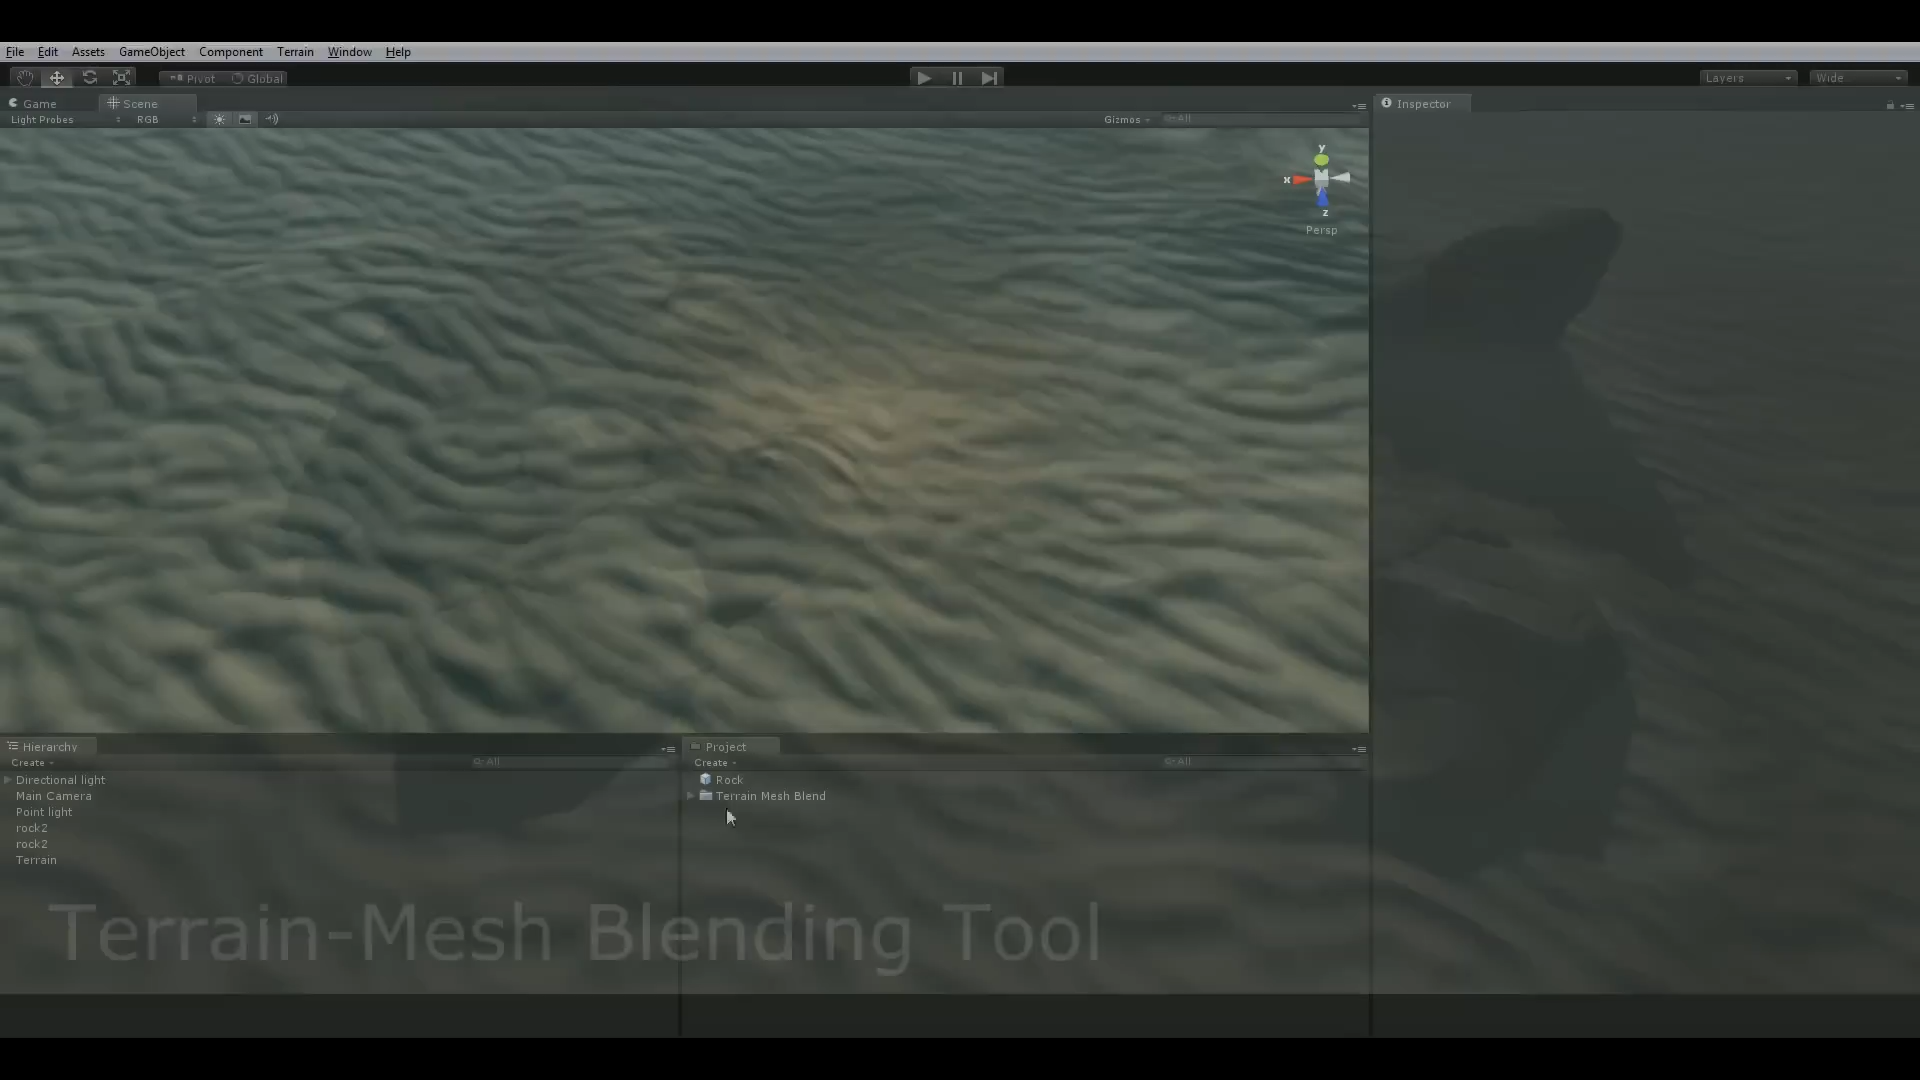 File Edit Assets GameObject Component Terrain Window Help
Pivot Global Layers Wide
Game Scene Inspector
Light Probes RGB Gizmos All
y
x
z
Persp
Hierarchy Project
Create All Create All
Directional light Rock
Main Camera Terrain Mesh Blend
Point light
rock2
rock2
Terrain
Terrain-Mesh Blending Tool